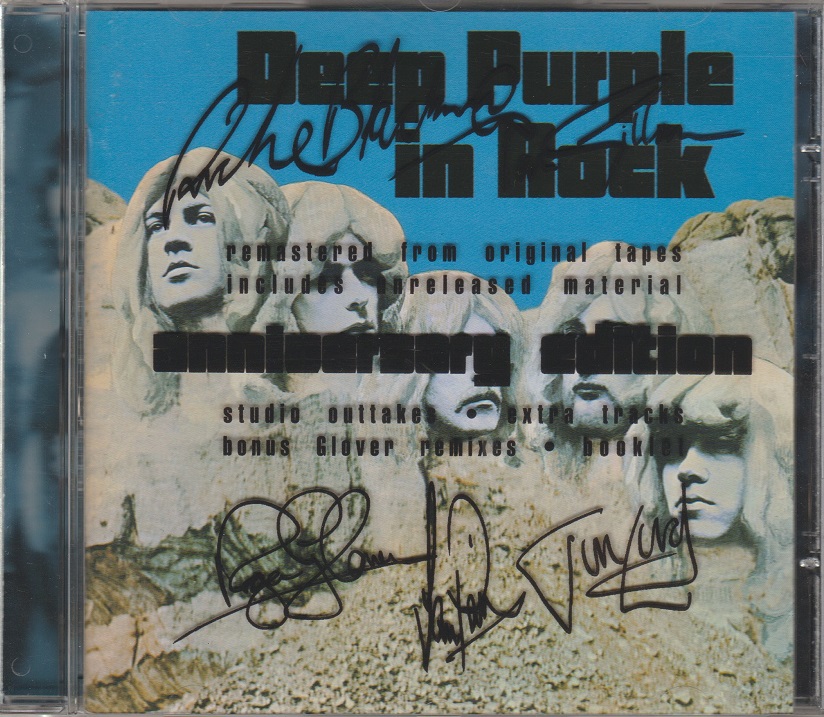 Deep Purple
in Rock
remastered from original tapes
includes unreleased material
anniversary edition
studio outtakes • extra tracks
bonus Glover remixes • booklet